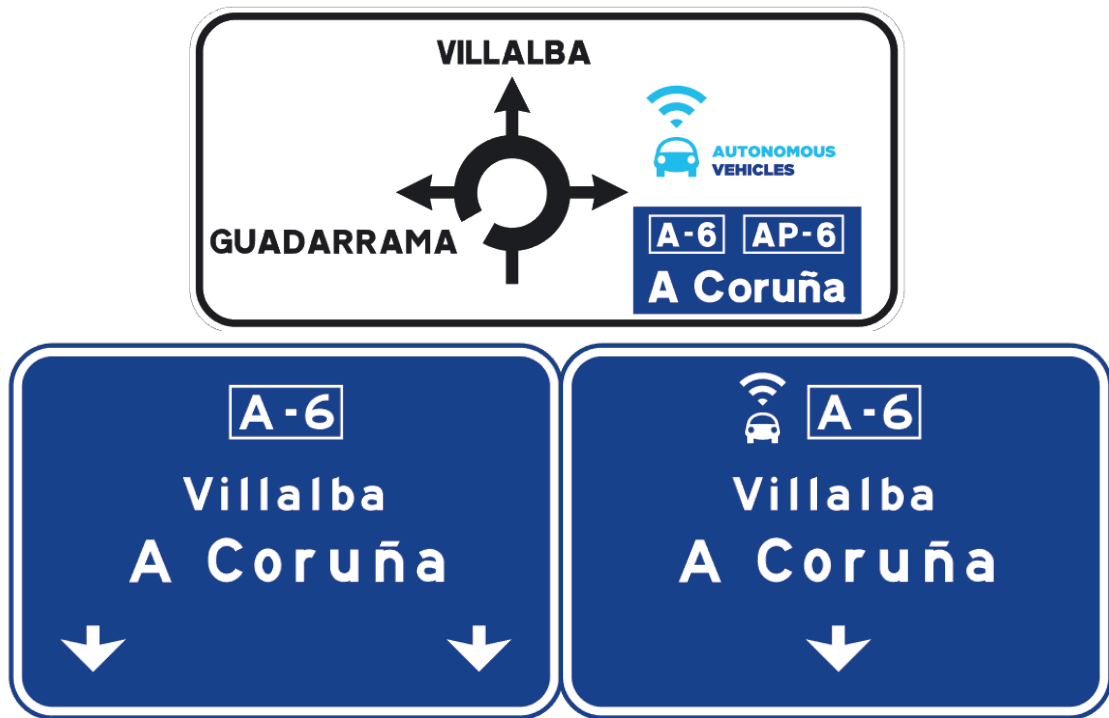 VILLALBA
AUTONOMOUS
VEHICLES
GUADARRAMA
A-6 AP-6
A Coruña
A-6
Villalba
A Coruña
A-6
Villalba
A Coruña